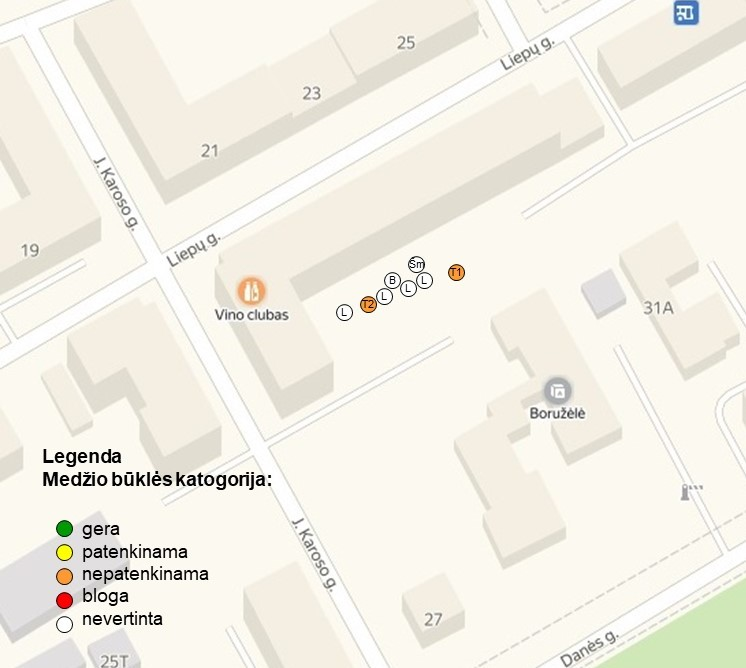 25
Liepų g.
23
21
J. Karoso g.
19
Liepų g.
Sm
T1
B
L
L
L
T2
L
Vino clubas
31A
Boružėlė
Legenda
Medžio būklės katogorija:
gera
patenkinama
nepatenkinama
bloga
nevertinta
J. Karoso g.
27
25T
Danės g.